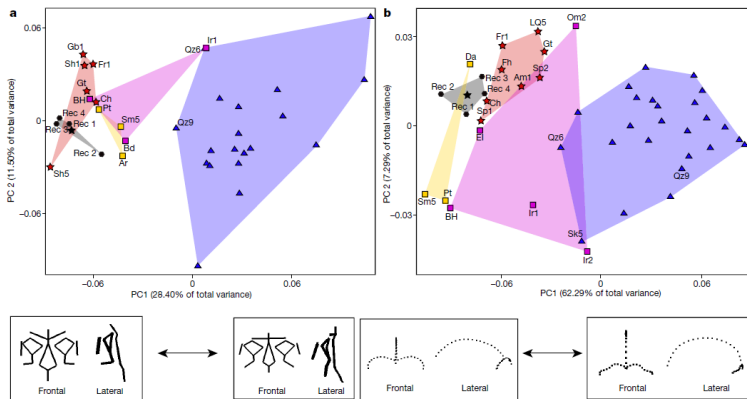 a
b
0.06
0
−0.06
PC 2 (11.50% of total variance)
Gb1
Sh1
Fr1
Gt
BH
Ch
Pt
Rec 4
Rec 1
Rec 3
Rec 2
Sh5
Sm5
Bd
Ar
Ir1
Qz6
Qz9
−0.06
0
0.06
PC1 (28.40% of total variance)
0.03
0
−0.03
PC 2 (7.29% of total variance)
Om2
LQ5
Fr1
Gt
Da
Fh
Sp2
Rec 3
Rec 2
Am1
Rec 4
Ch
Rec 1
Sp1
El
Qz6
Qz9
Pt
Sm5
BH
Ir1
Sk5
Ir2
−0.06
0
0.06
PC1 (62.29% of total variance)
Frontal Lateral
Frontal Lateral
Frontal Lateral
Frontal Lateral